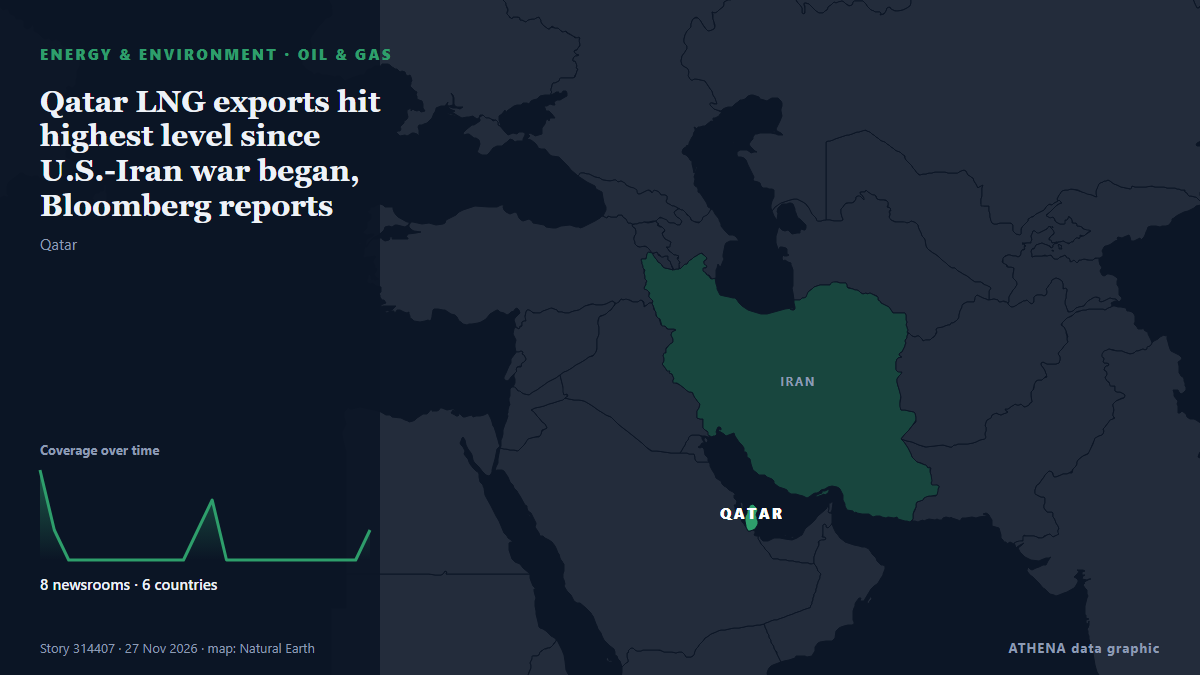 ENERGY & ENVIRONMENT · OIL & GAS
Qatar LNG exports hit
highest level since
U.S.-Iran war began,
Bloomberg reports
Qatar
IRAN
QATAR
Coverage over time
8 newsrooms · 6 countries
Story 314407 · 27 Nov 2026 · map: Natural Earth
ATHENA data graphic